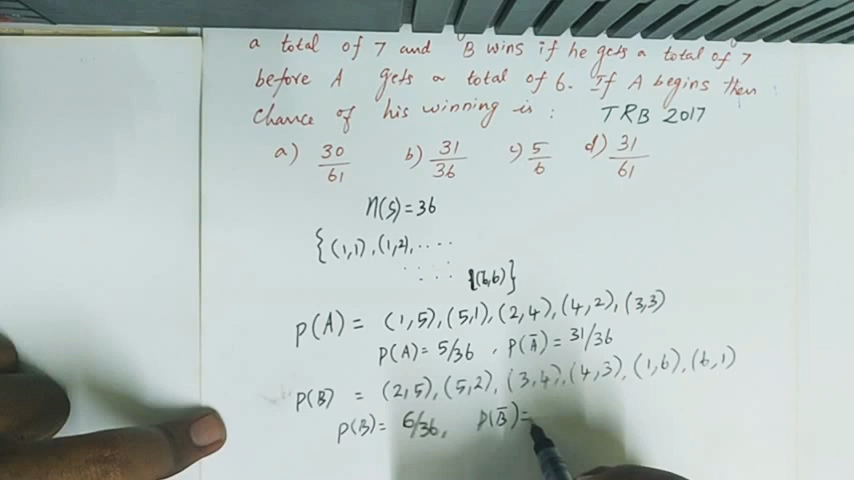 a total of 7 and B wins if he gets a total of 7
before A gets a total of 6. If A begins then
chance of his winning is : TRB 2017
a) 30/61 b) 31/36 c) 5/6 d) 31/61
n(S)=36
{(1,1), (1,2), ....
.... (6,6)}
P(A) = (1,5), (5,1), (2,4), (4,2), (3,3)
P(A) = 5/36 , P(Ā) = 31/36
P(B) = (2,5), (5,2), (3,4), (4,3), (1,6), (6,1)
P(B) = 6/36, P(B̄) =